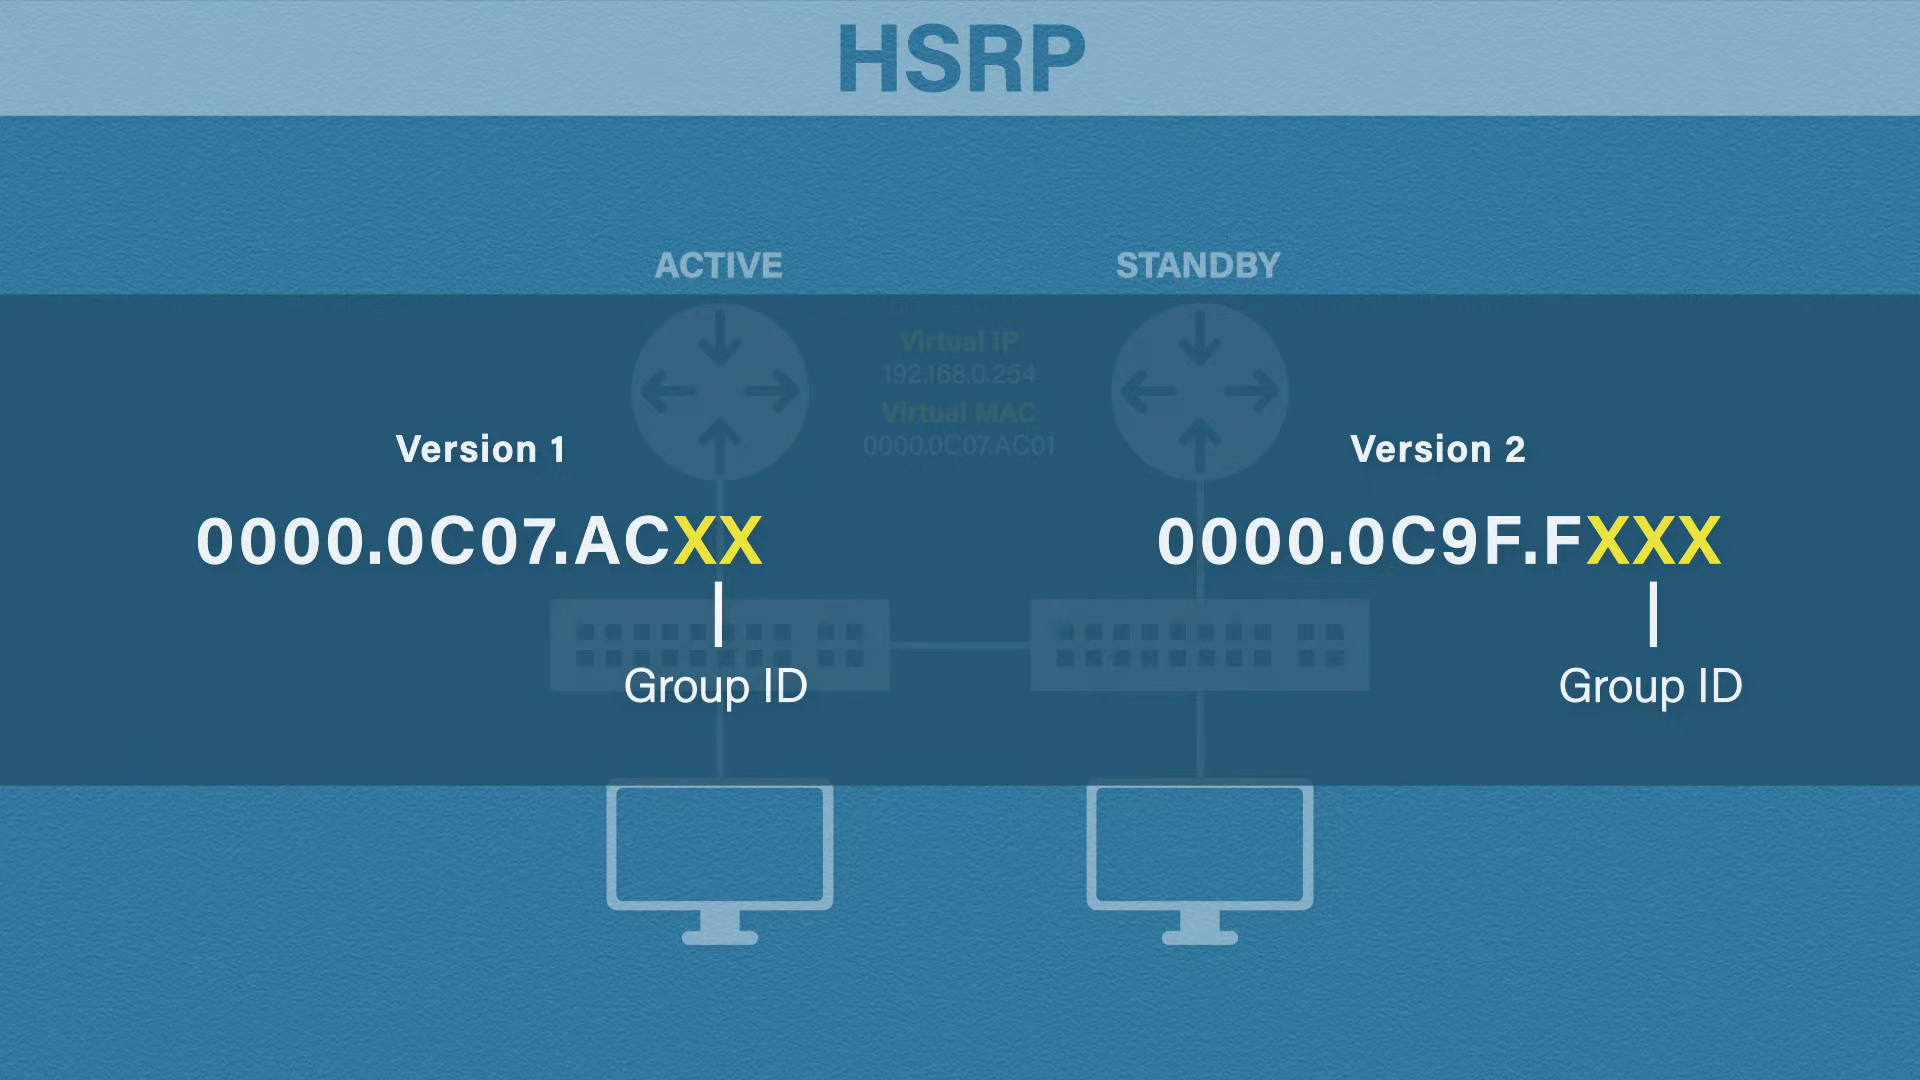 HSRP
ACTIVE
STANDBY
Virtual IP
192.168.0.254
Virtual MAC
0000.0C07.AC01
Version 1
Version 2
0000.0C07.ACXX
0000.0C9F.FXXX
Group ID
Group ID